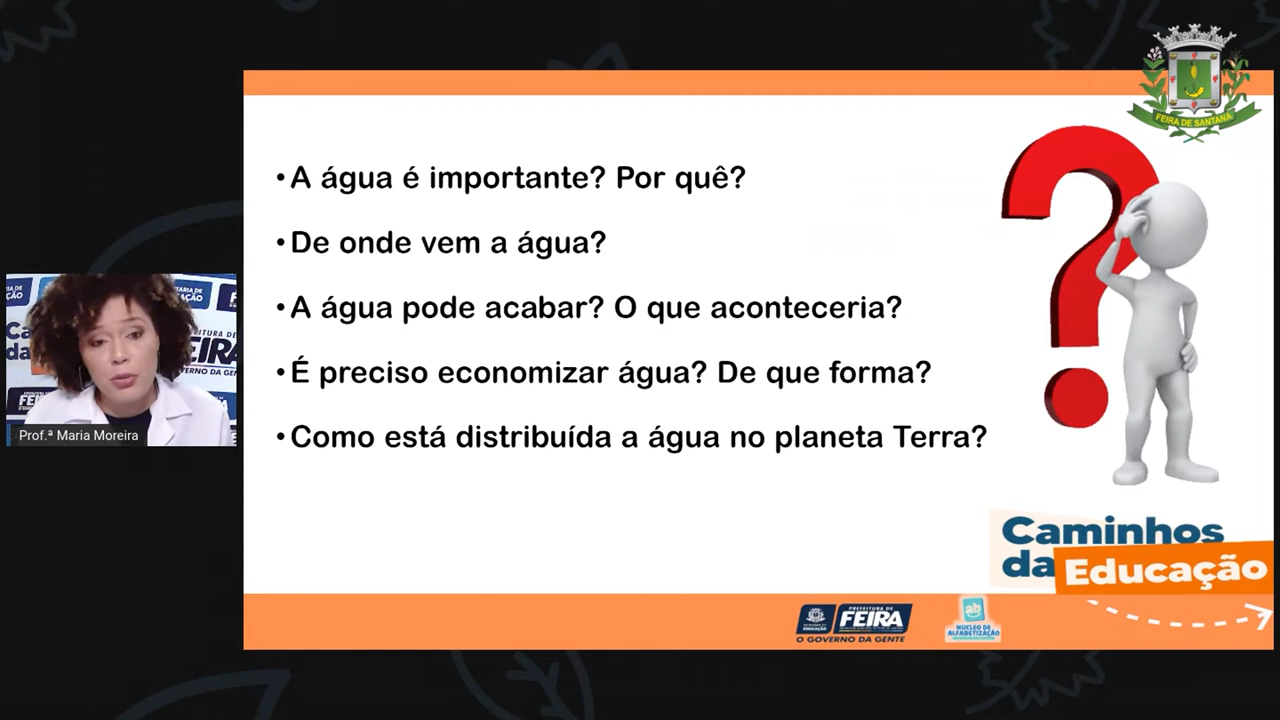 FEIRA DE SANTANA
• A água é importante? Por quê?
• De onde vem a água?
• A água pode acabar? O que aconteceria?
• É preciso economizar água? De que forma?
• Como está distribuída a água no planeta Terra?
Prof.ª Maria Moreira
Caminhos
da Educação
PREFEITURA DE
FEIRA
EDUCAÇÃO
O GOVERNO DA GENTE
ab
NÚCLEO DE
ALFABETIZAÇÃO